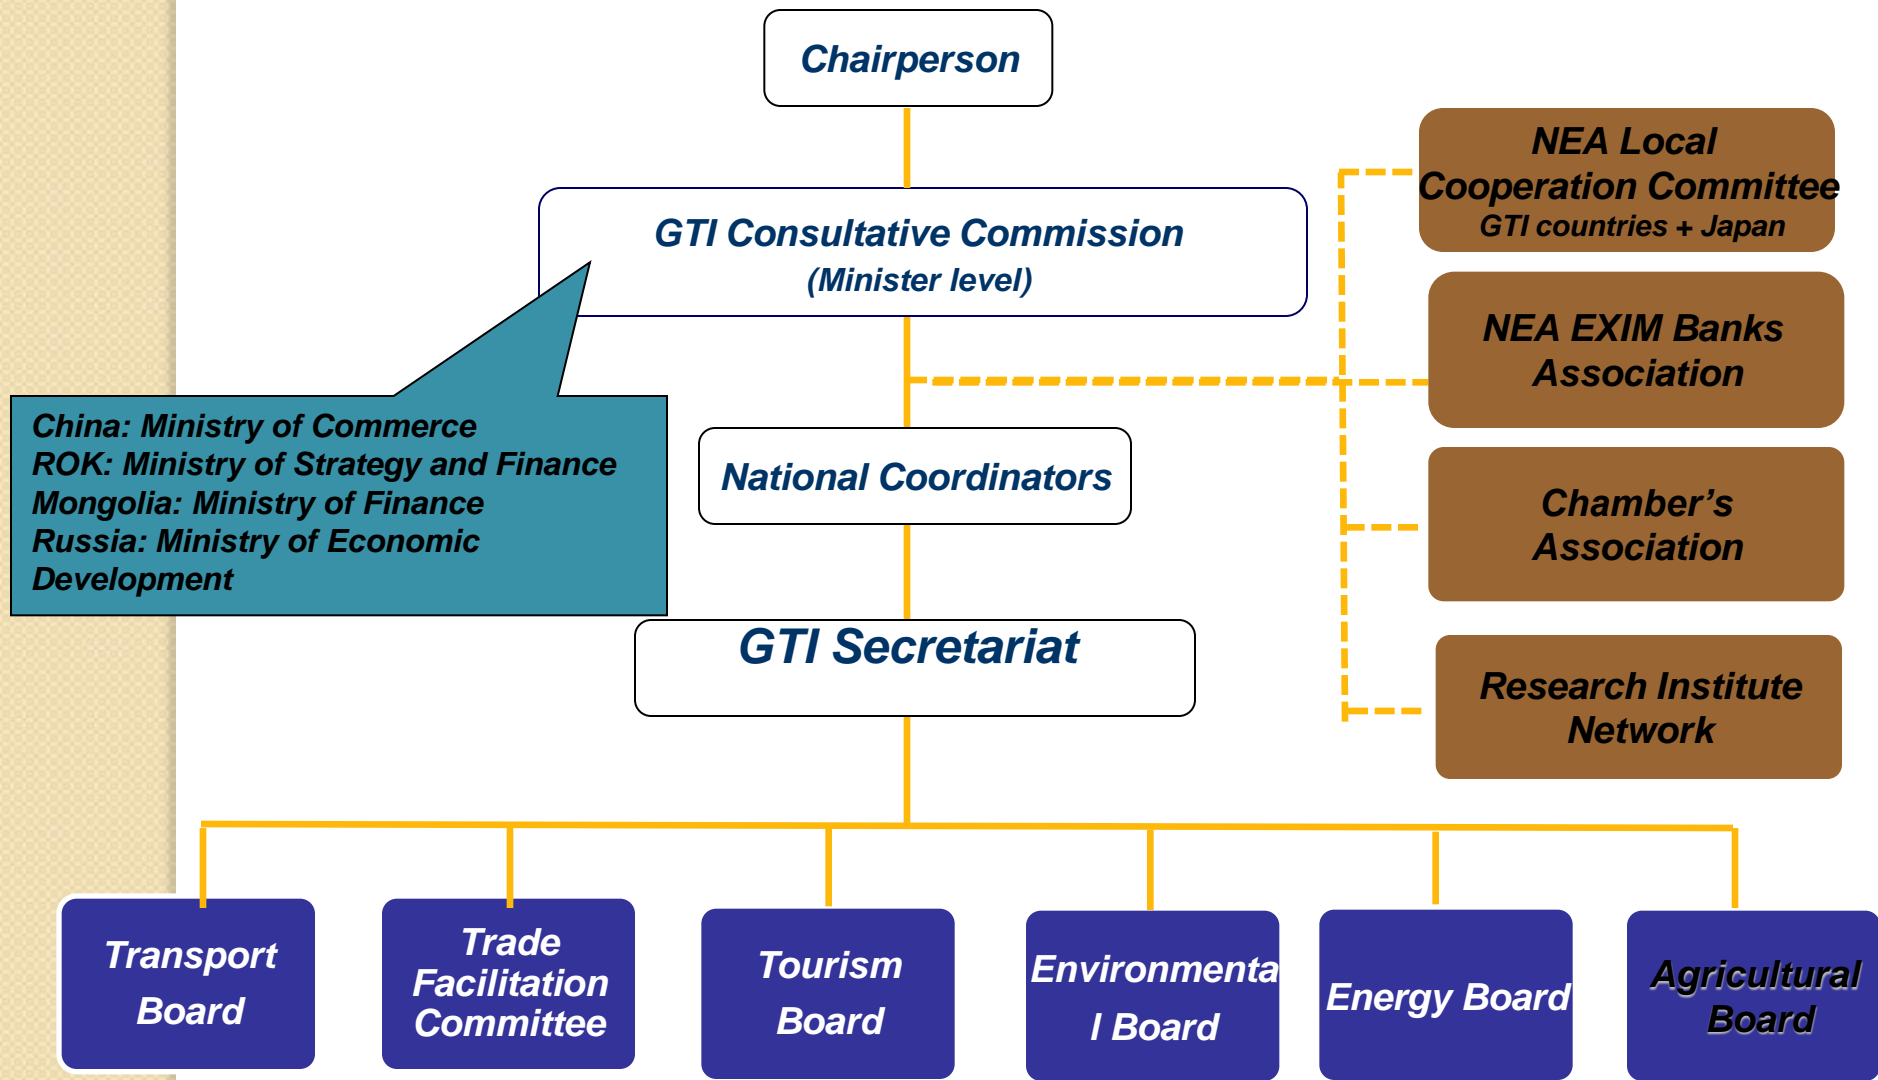 Chairperson
GTI Consultative Commission
(Minister level)
NEA Local
Cooperation Committee
GTI countries + Japan
NEA EXIM Banks
Association
China: Ministry of Commerce
ROK: Ministry of Strategy and Finance
Mongolia: Ministry of Finance
Russia: Ministry of Economic
Development
National Coordinators
Chamber’s
Association
GTI Secretariat
Research Institute
Network
Transport
Board
Trade
Facilitation
Committee
Tourism
Board
Environmenta
l Board
Energy Board
Agricultural
Board